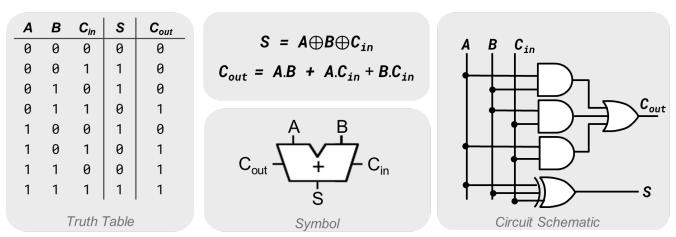 A B Cin S Cout
0 0 0 0 0
0 0 1 1 0
0 1 0 1 0
0 1 1 0 1
1 0 0 1 0
1 0 1 0 1
1 1 0 0 1
1 1 1 1 1
Truth Table
S = A⊕B⊕Cin
Cout = A.B + A.Cin + B.Cin
A B
Cout + Cin
S
Symbol
A B Cin
Cout
S
Circuit Schematic